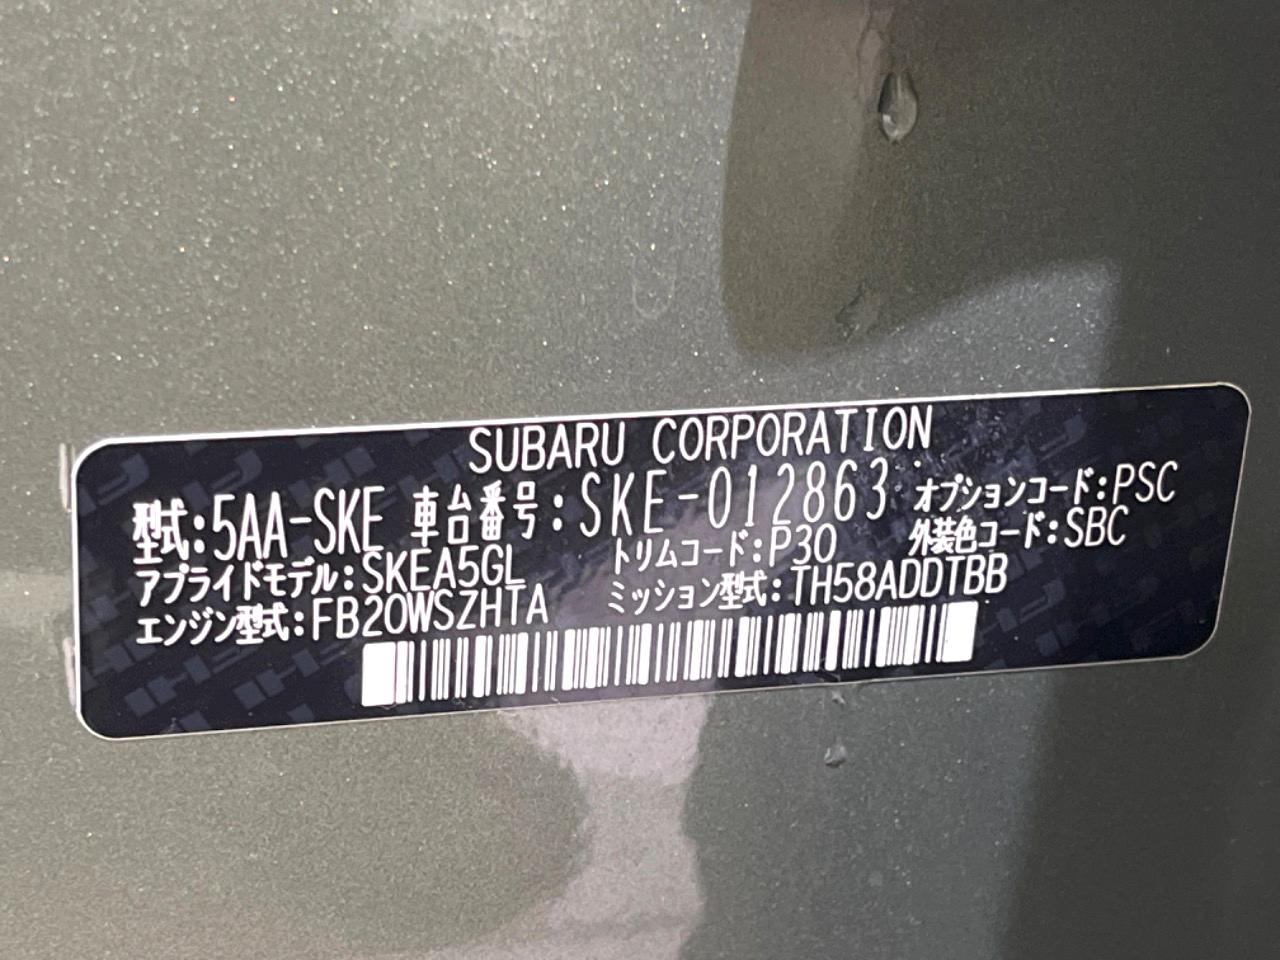 SUBARU CORPORATION
型式:5AA-SKE 車台番号:SKE-012863 オプションコード:PSC
アプライドモデル:SKEA5GL トリムコード:P30 外装色コード:SBC
エンジン型式:FB20WSZHTA ミッション型式:TH58ADDTBB